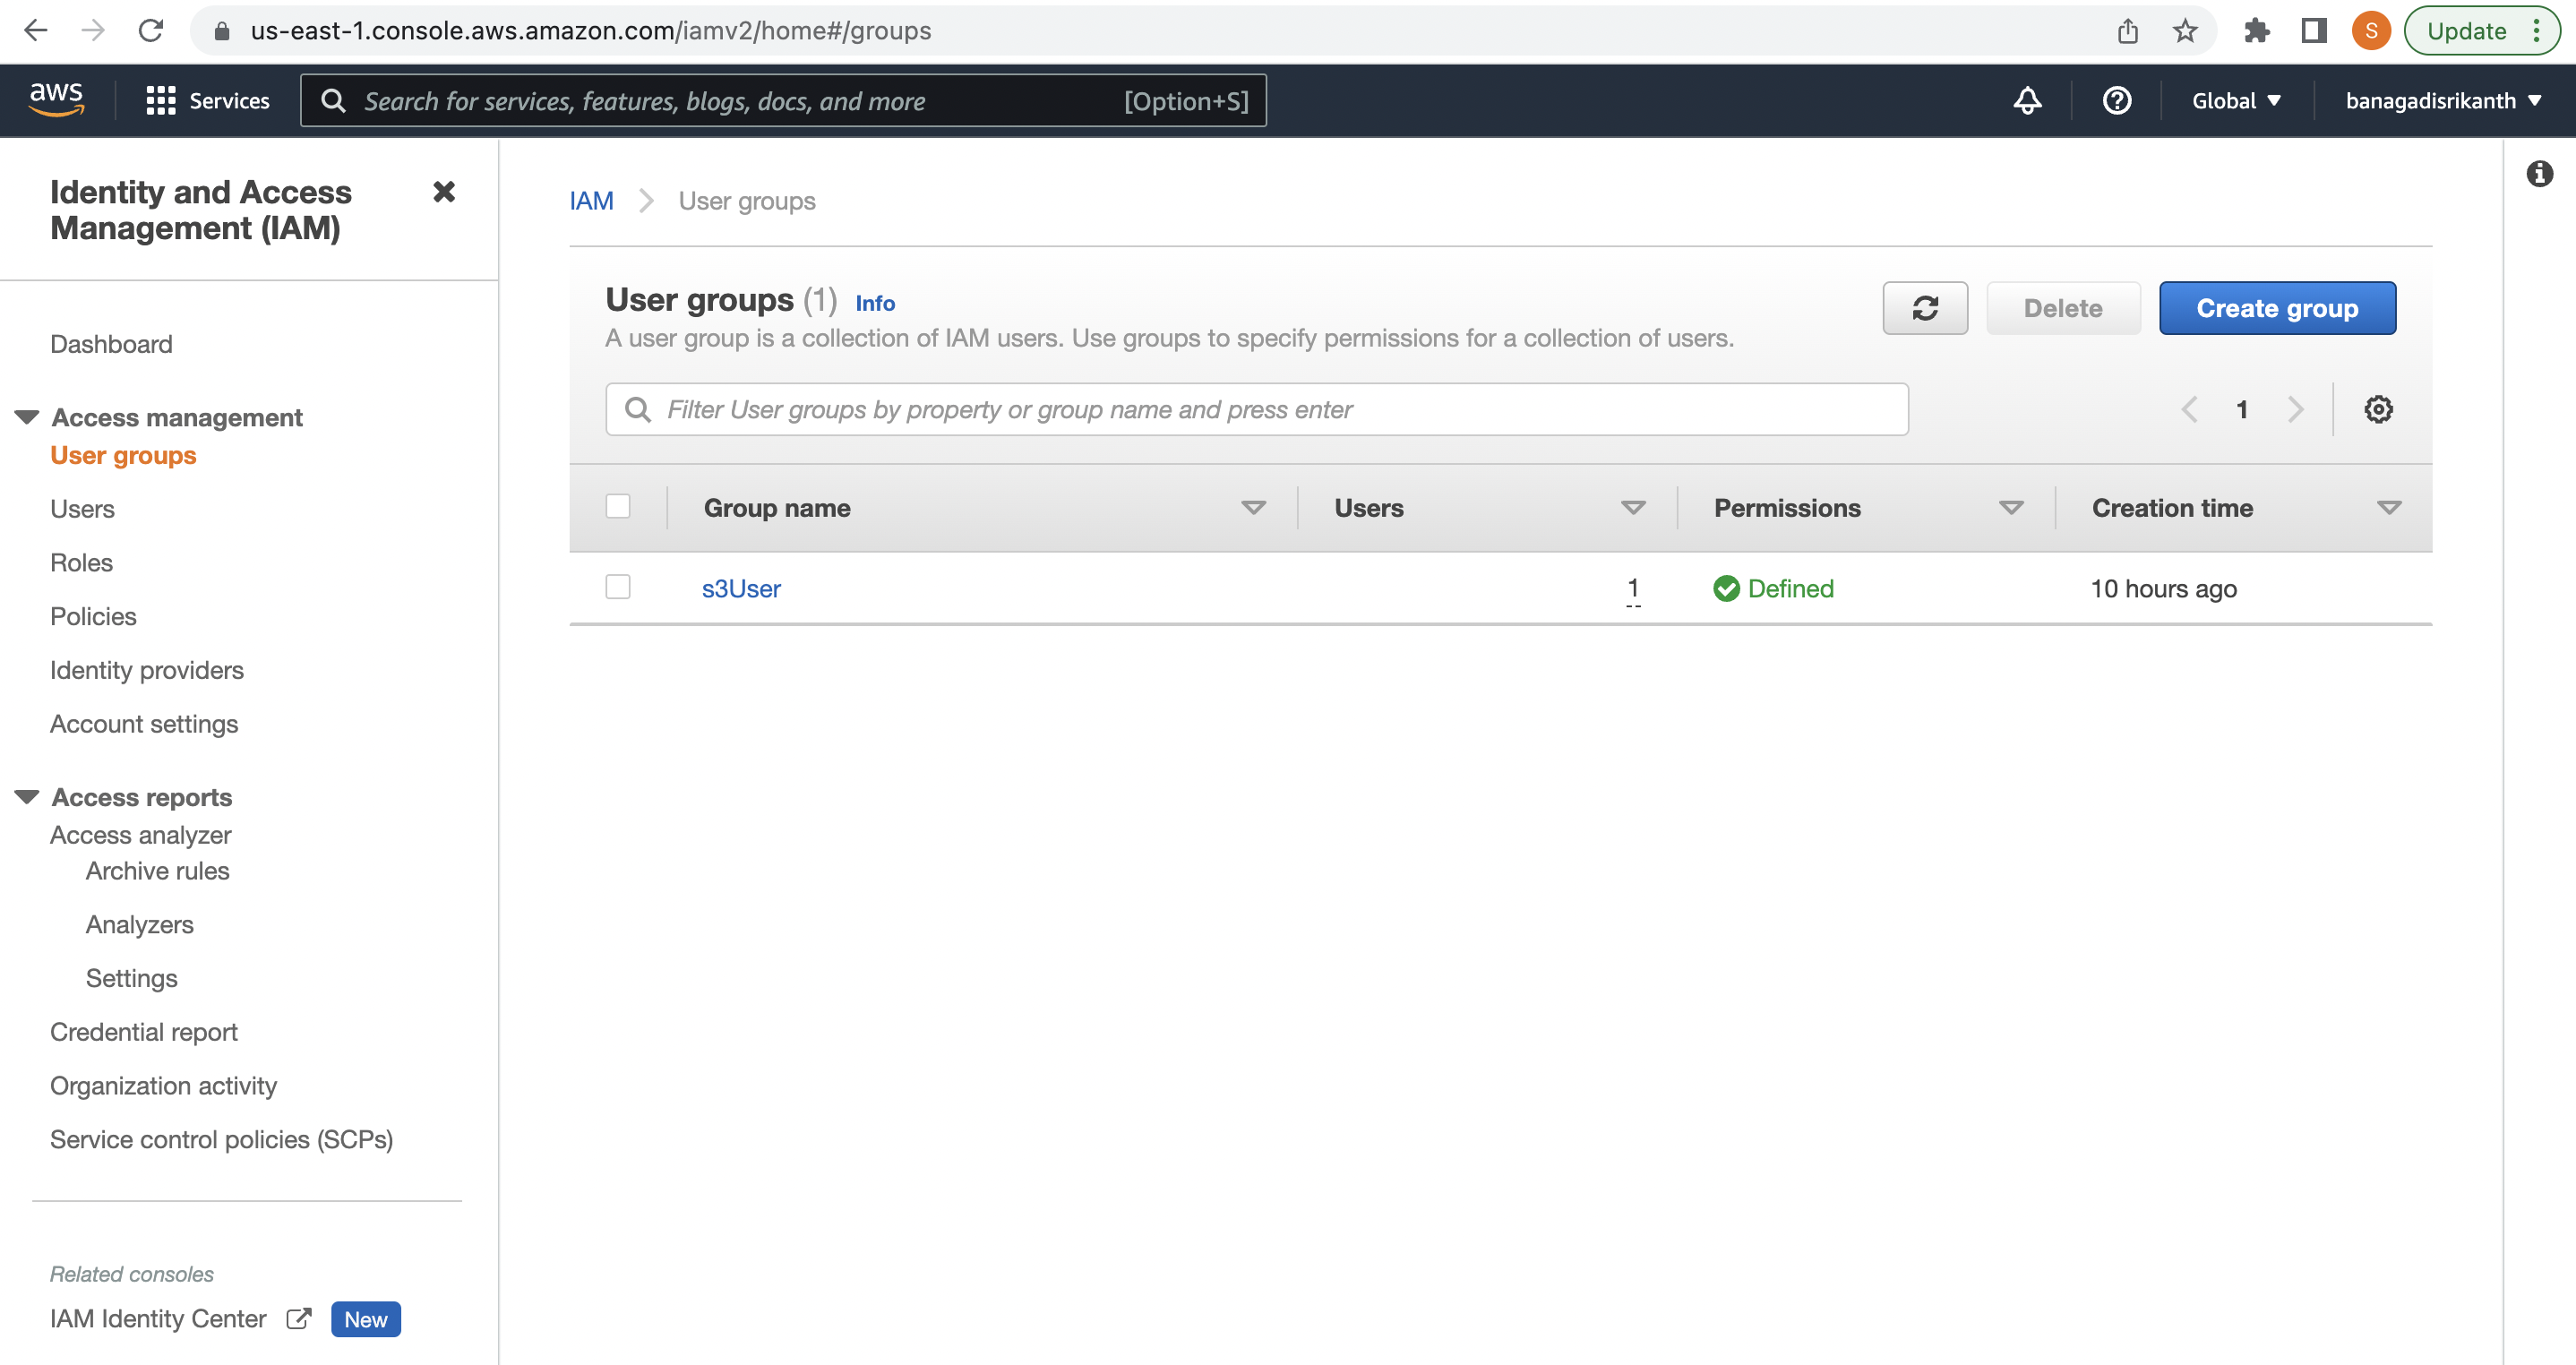 us-east-1.console.aws.amazon.com/iamv2/home#/groups
S
Update
aws
Services
Search for services, features, blogs, docs, and more
[Option+S]
Global
banagadisrikanth
Identity and Access
Management (IAM)
Dashboard
Access management
User groups
Users
Roles
Policies
Identity providers
Account settings
Access reports
Access analyzer
Archive rules
Analyzers
Settings
Credential report
Organization activity
Service control policies (SCPs)
Related consoles
IAM Identity Center
New
IAM
User groups
User groups (1) Info
A user group is a collection of IAM users. Use groups to specify permissions for a collection of users.
Delete
Create group
Filter User groups by property or group name and press enter
1
Group name
Users
Permissions
Creation time
s3User
1
Defined
10 hours ago